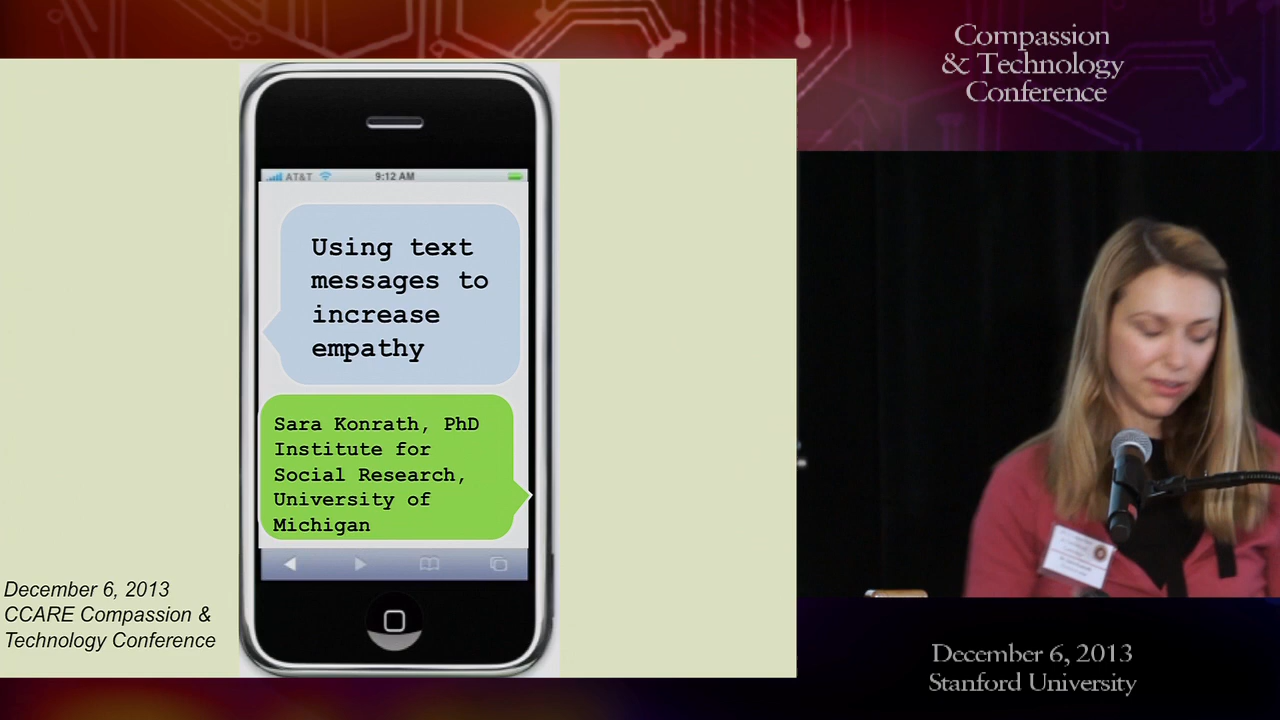 Compassion
& Technology
Conference
AT&T 9:12 AM
Using text
messages to
increase
empathy
Sara Konrath, PhD
Institute for
Social Research,
University of
Michigan
December 6, 2013
CCARE Compassion &
Technology Conference
December 6, 2013
Stanford University